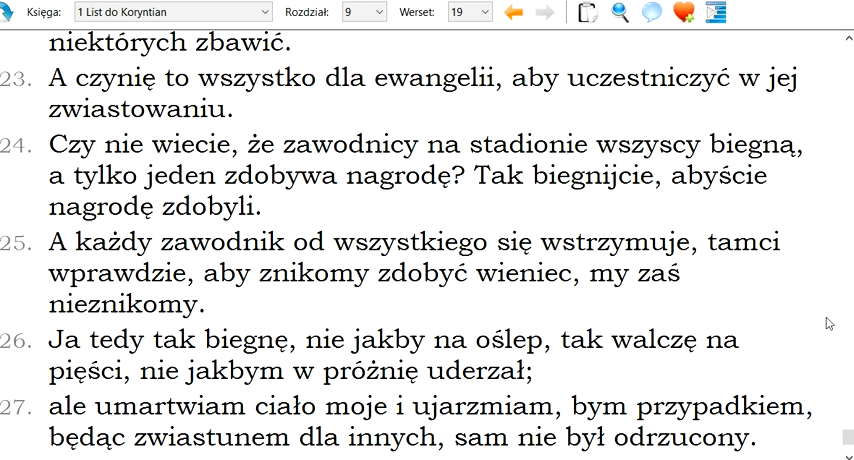 Księga: 1 List do Koryntian Rozdział: 9 Werset: 19
niektórych zbawić.
23. A czynię to wszystko dla ewangelii, aby uczestniczyć w jej
zwiastowaniu.
24. Czy nie wiecie, że zawodnicy na stadionie wszyscy biegną,
a tylko jeden zdobywa nagrodę? Tak biegnijcie, abyście
nagrodę zdobyli.
25. A każdy zawodnik od wszystkiego się wstrzymuje, tamci
wprawdzie, aby znikomy zdobyć wieniec, my zaś
nieznikomy.
26. Ja tedy tak biegnę, nie jakby na oślep, tak walczę na
pięści, nie jakbym w próżnię uderzał;
27. ale umartwiam ciało moje i ujarzmiam, bym przypadkiem,
będąc zwiastunem dla innych, sam nie był odrzucony.